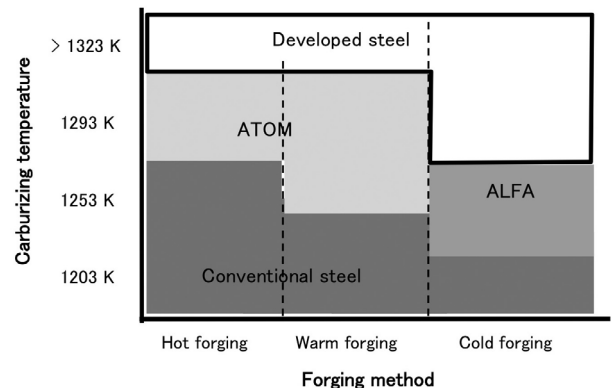 Carburizing temperature
> 1323 K
1293 K
1253 K
1203 K
Developed steel
ATOM
ALFA
Conventional steel
Hot forging
Warm forging
Cold forging
Forging method